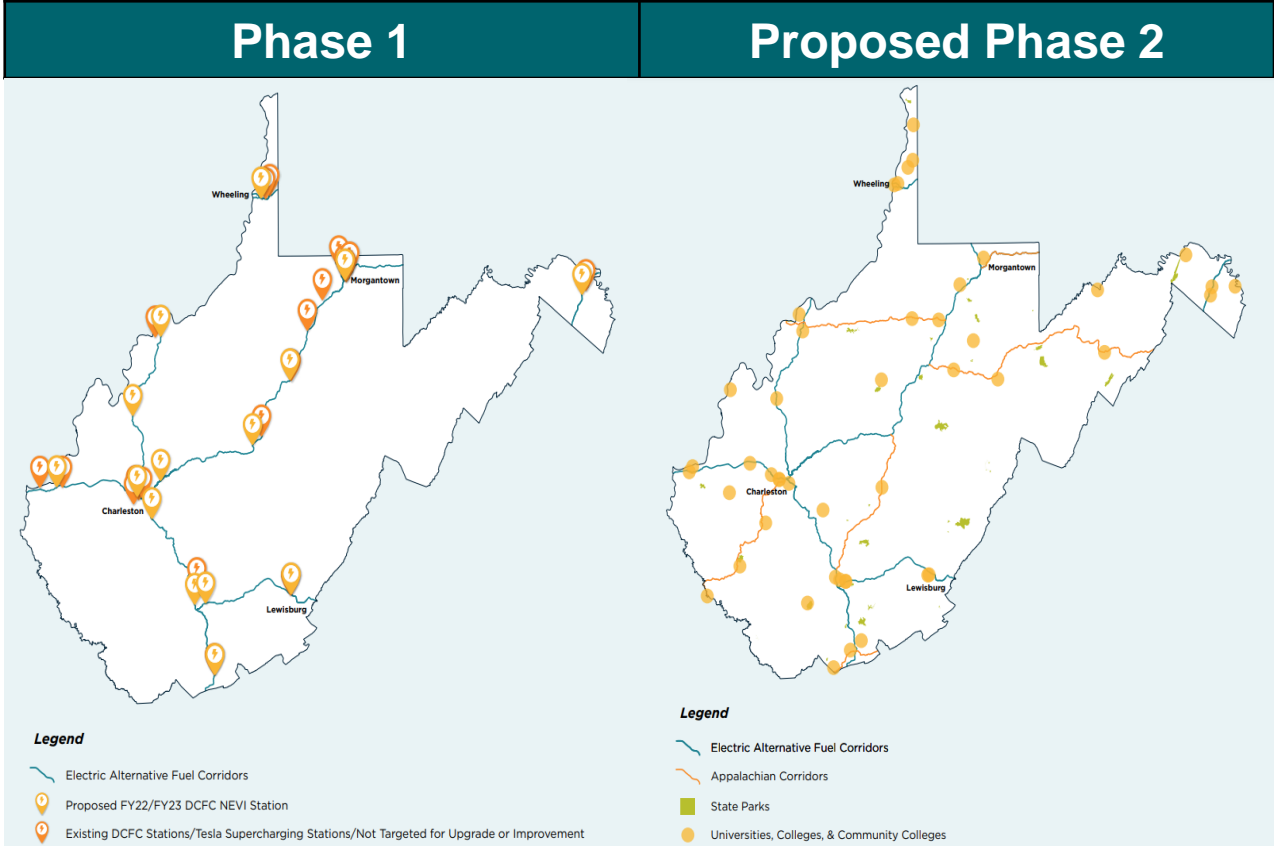 Phase 1
Proposed Phase 2
Wheeling
Morgantown
Charleston
Lewisburg
Legend
Electric Alternative Fuel Corridors
Proposed FY22/FY23 DCFC NEVI Station
Existing DCFC Stations/Tesla Supercharging Stations/Not Targeted for Upgrade or Improvement
Wheeling
Morgantown
Charleston
Lewisburg
Legend
Electric Alternative Fuel Corridors
Appalachian Corridors
State Parks
Universities, Colleges, & Community Colleges